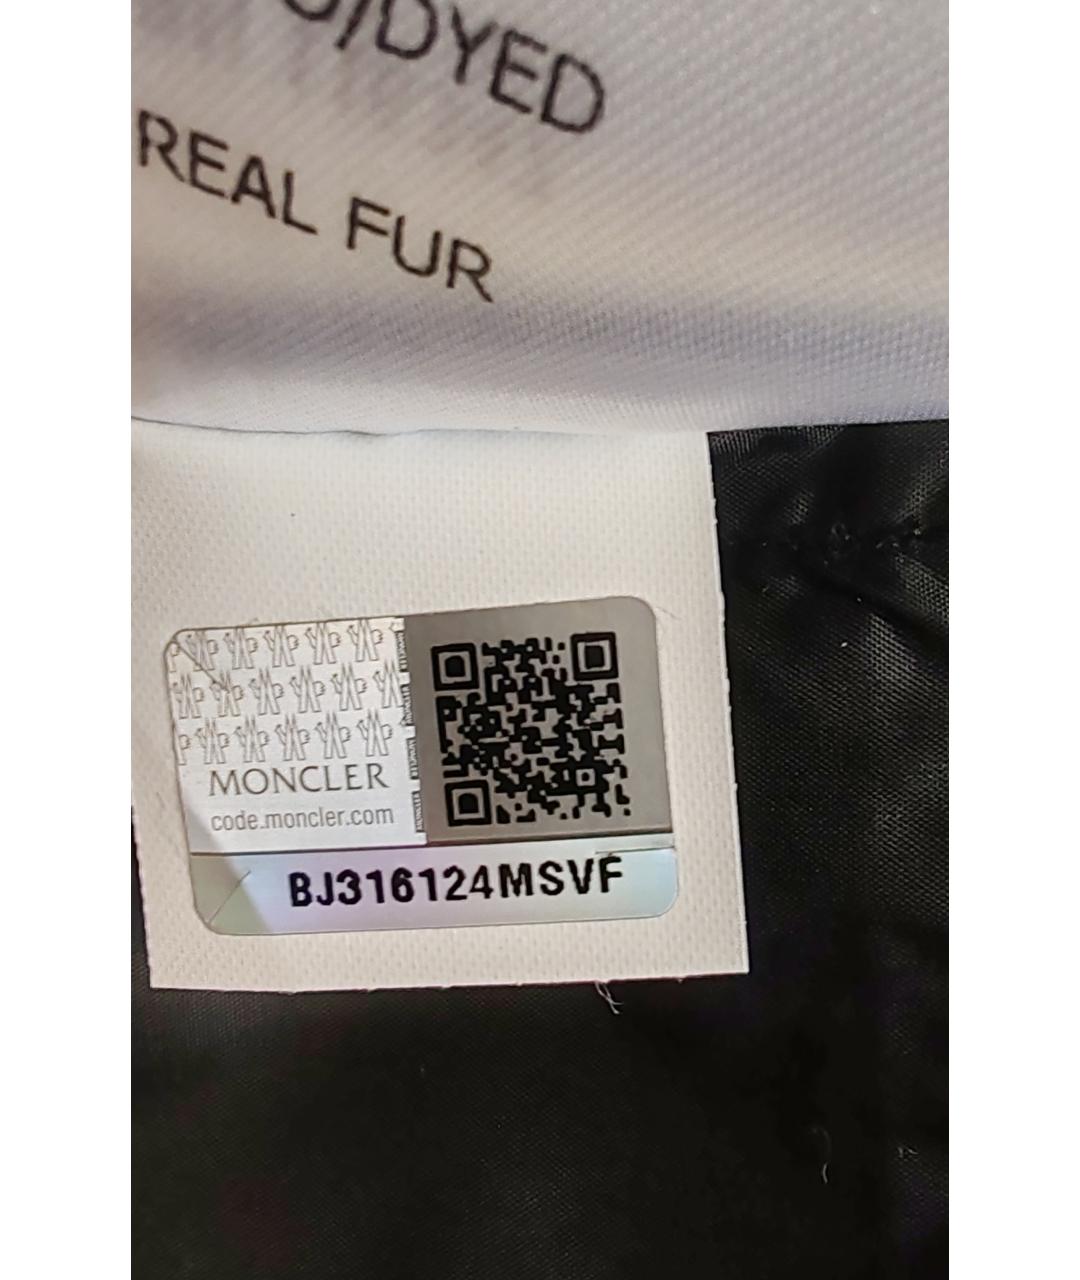 /DYED
REAL FUR
MONCLER
code.moncler.com
BJ316124MSVF